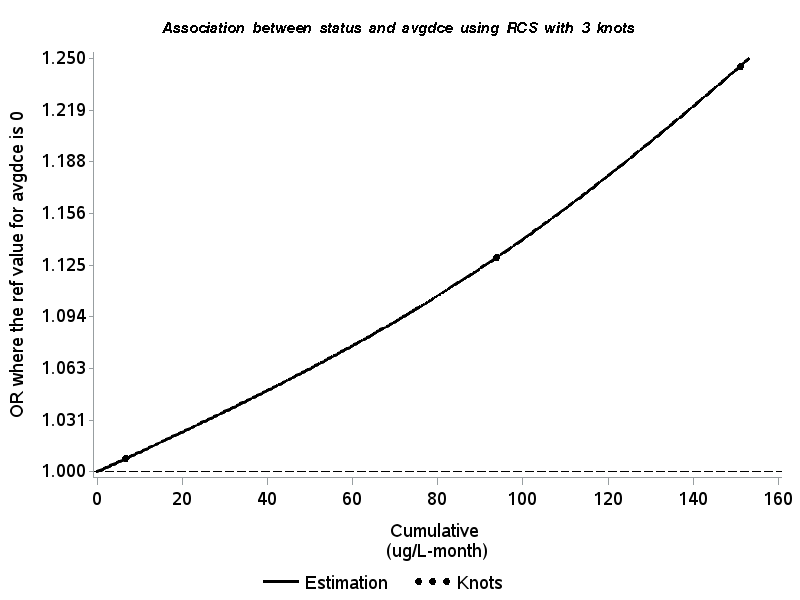 Association between status and avgdce using RCS with 3 knots
OR where the ref value for avgdce is 0
1.250
1.219
1.188
1.156
1.125
1.094
1.063
1.031
1.000
0 20 40 60 80 100 120 140 160
Cumulative
(ug/L-month)
Estimation Knots